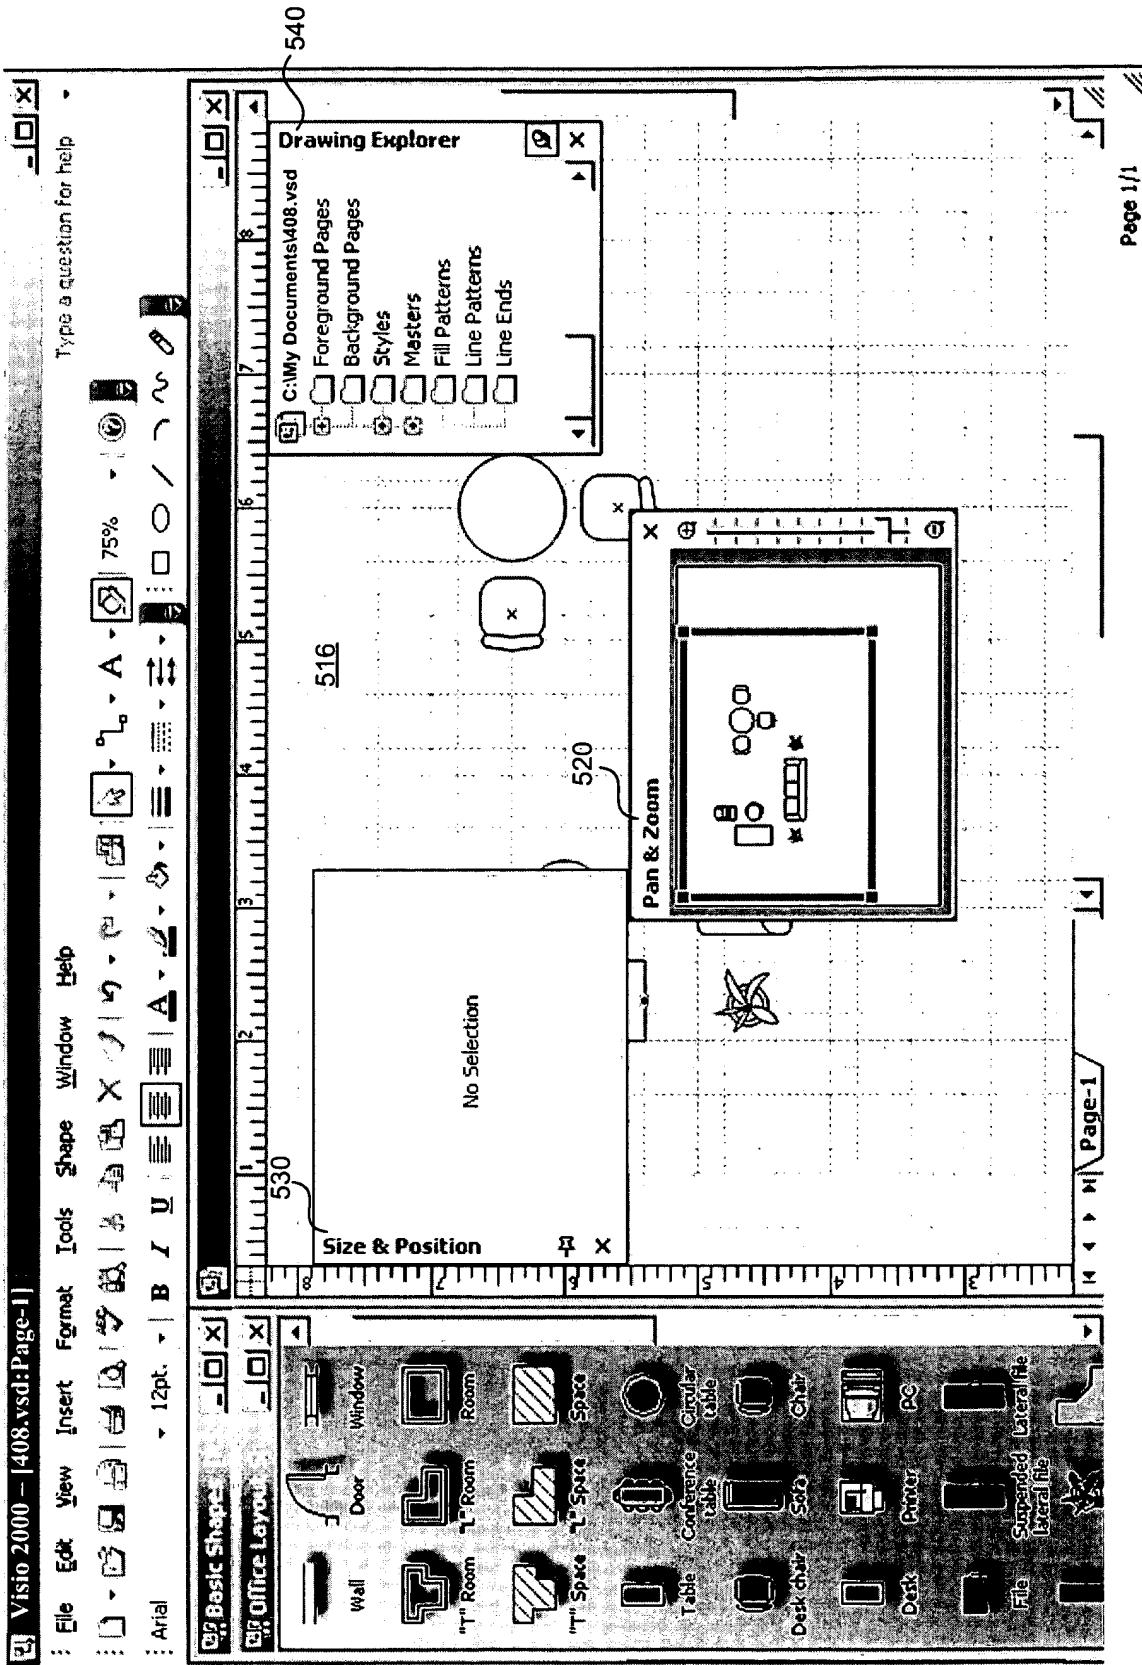 Visio 2000 – [408.vsd:Page-1]
File Edit View Insert Format Tools Shape Window Help
Type a question for help
75%
Arial
12pt.
B I U
A
A
Basic Shapes
Office Layout
Wall
Door
Window
"T" Room
"L" Room
Room
"T" Space
"L" Space
Space
Table
Conference table
Circular table
Desk chair
Sofa
Chair
Desk
Printer
PC
File
Suspended lateral file
Lateral file
1 2 3 4 5 6 7 8
8 7 6 5 4 3
530
Size & Position
No Selection
516
520
Pan & Zoom
540
Drawing Explorer
C:\My Documents\408.vsd
Foreground Pages
Background Pages
Styles
Masters
Fill Patterns
Line Patterns
Line Ends
Page-1
Page 1/1